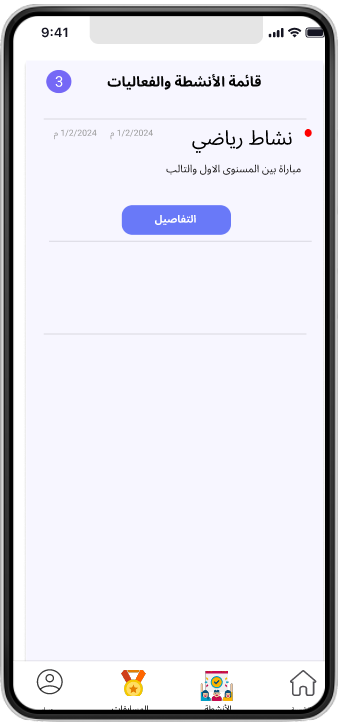 9:41
قائمة الأنشطة والفعاليات
3
نشاط رياضي
1/2/2024 م 1/2/2024 م
مباراة بين المستوى الاول والتالب
التفاصيل
الأنشطة
المسابقات